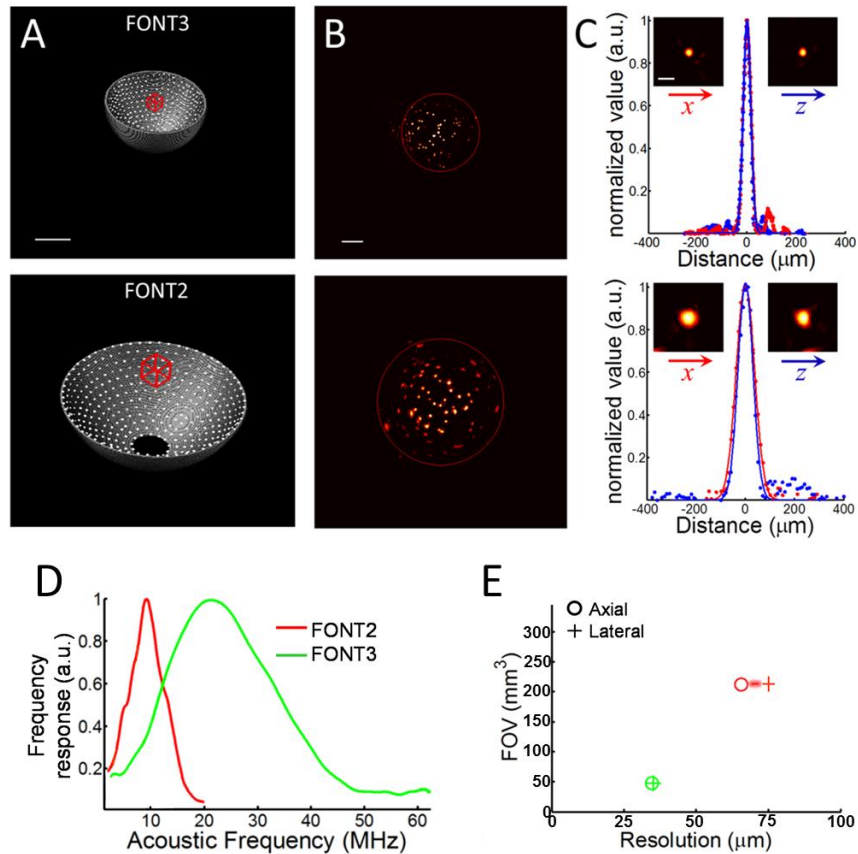 A
FONT3
B
C
normalized value (a.u.)
1
0.8
0.6
0.4
0.2
x
z
-400 -200 0 200 400
Distance (μm)
FONT2
normalized value (a.u.)
1
0.8
0.6
0.4
0.2
x
z
-400 -200 0 200 400
Distance (μm)
D
Frequency
response (a.u.)
1
0.8
0.6
0.4
0.2
FONT2
FONT3
10 20 30 40 50 60
Acoustic Frequency (MHz)
E
FOV (mm³)
300
250
200
150
100
50
0
Axial
Lateral
0 25 50 75 100
Resolution (μm)